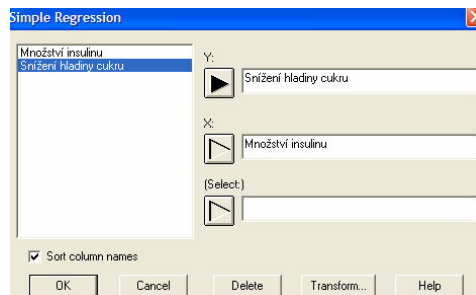 Simple Regression
Množství insulinu
Snížení hladiny cukru
Y:
Snížení hladiny cukru
X:
Množství insulinu
(Select:)
Sort column names
OK
Cancel
Delete
Transform...
Help